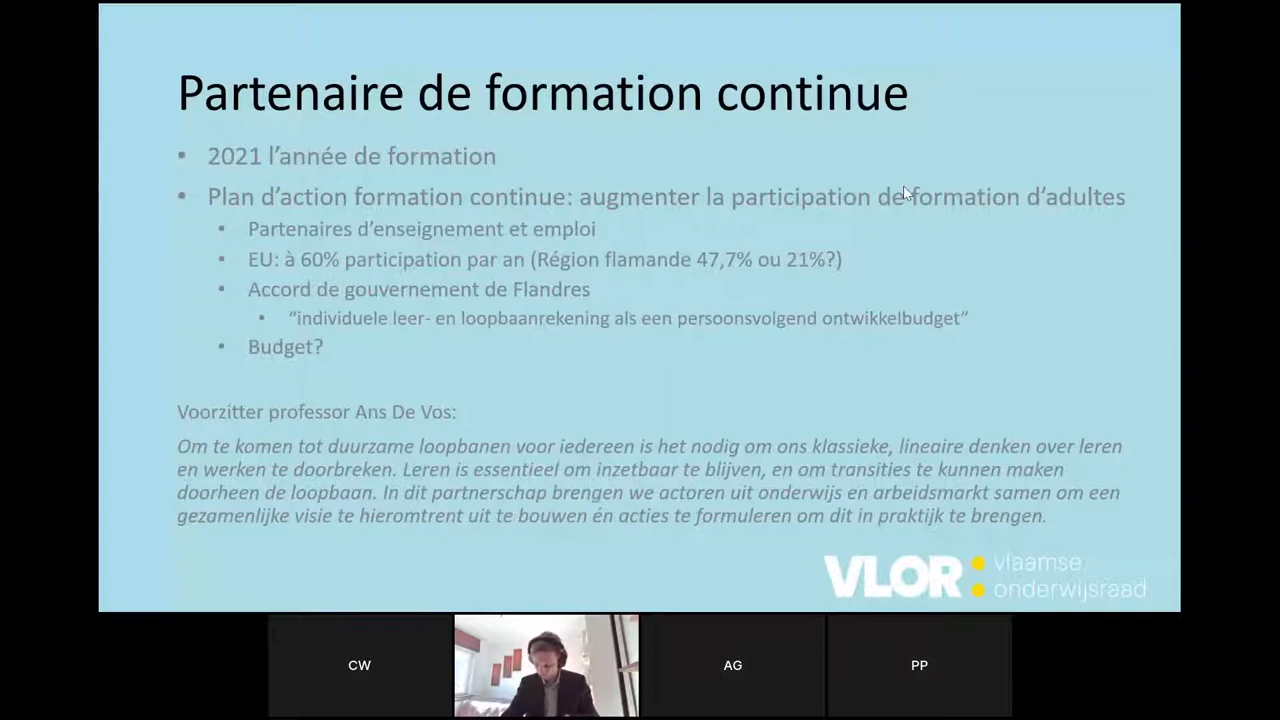 Partenaire de formation continue
• 2021 l’année de formation
• Plan d’action formation continue: augmenter la participation de formation d’adultes
• Partenaires d’enseignement et emploi
• EU: à 60% participation par an (Région flamande 47,7% ou 21%?)
• Accord de gouvernement de Flandres
• “individuele leer- en loopbaanrekening als een persoonsvolgend ontwikkelbudget”
• Budget?
Voorzitter professor Ans De Vos:
Om te komen tot duurzame loopbanen voor iedereen is het nodig om ons klassieke, lineaire denken over leren
en werken te doorbreken. Leren is essentieel om inzetbaar te blijven, en om transities te kunnen maken
doorheen de loopbaan. In dit partnerschap brengen we actoren uit onderwijs en arbeidsmarkt samen om een
gezamenlijke visie te hieromtrent uit te bouwen én acties te formuleren om dit in praktijk te brengen.
VLOR: vlaamse
onderwijsraad
CW
AG
PP